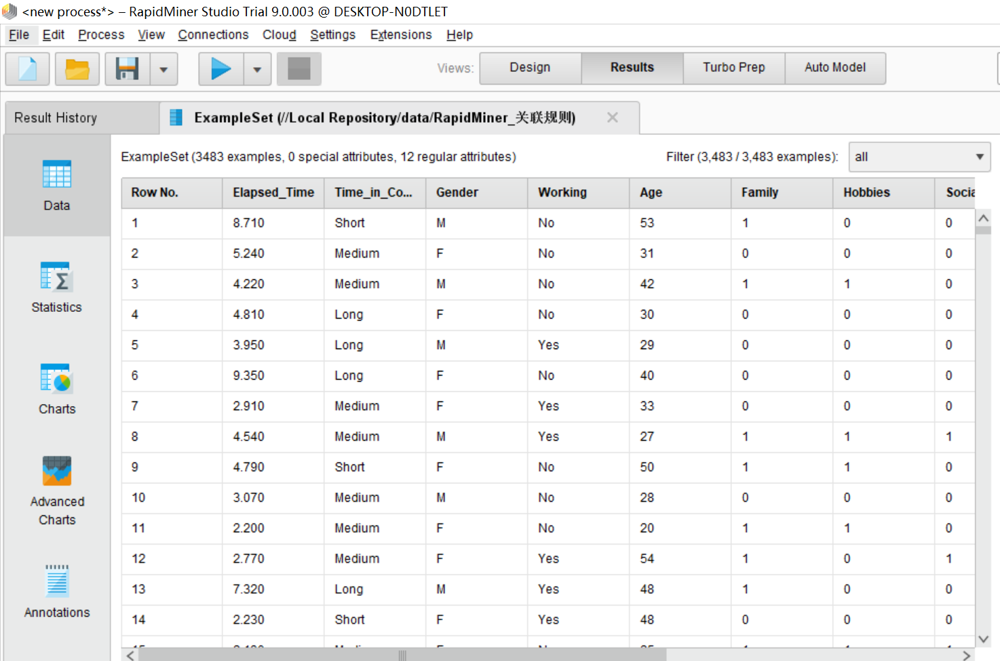 <new process*> – RapidMiner Studio Trial 9.0.003 @ DESKTOP-N0DTLET
File Edit Process View Connections Cloud Settings Extensions Help
Views: Design Results Turbo Prep Auto Model
Result History ExampleSet (//Local Repository/data/RapidMiner_关联规则)
ExampleSet (3483 examples, 0 special attributes, 12 regular attributes) Filter (3,483 / 3,483 examples): all
Data
Statistics
Charts
Advanced
Charts
Annotations
Row No. Elapsed_Time Time_in_Co... Gender Working Age Family Hobbies Socia
1 8.710 Short M No 53 1 0 0
2 5.240 Medium F No 31 0 0 0
3 4.220 Medium M No 42 1 1 0
4 4.810 Long F No 30 0 0 0
5 3.950 Long M Yes 29 0 0 0
6 9.350 Long F No 40 0 0 0
7 2.910 Medium F Yes 33 0 0 0
8 4.540 Medium M Yes 27 1 1 1
9 4.790 Short F No 50 1 1 0
10 3.070 Medium M No 28 0 0 0
11 2.200 Medium F No 20 1 1 0
12 2.770 Medium F Yes 54 1 0 1
13 7.320 Long M Yes 48 1 0 0
14 2.230 Short F Yes 48 0 0 0